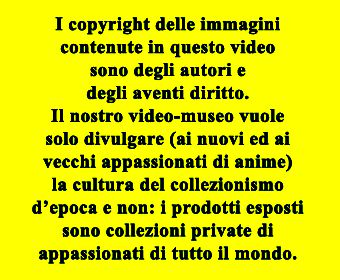 I copyright delle immagini
contenute in questo video
sono degli autori e
degli aventi diritto.
Il nostro video-museo vuole
solo divulgare (ai nuovi ed ai
vecchi appassionati di anime)
la cultura del collezionismo
d’epoca e non: i prodotti esposti
sono collezioni private di
appassionati di tutto il mondo.